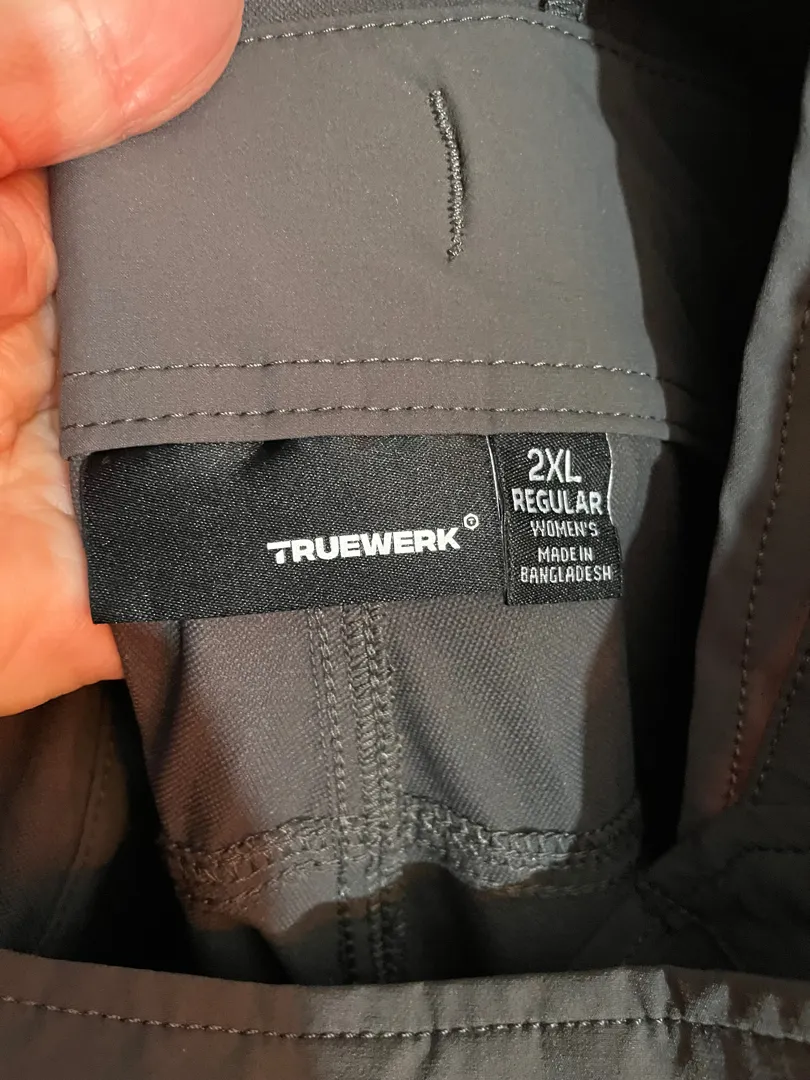 TRUEWERK
2XL
REGULAR
WOMEN'S
MADE IN
BANGLADESH